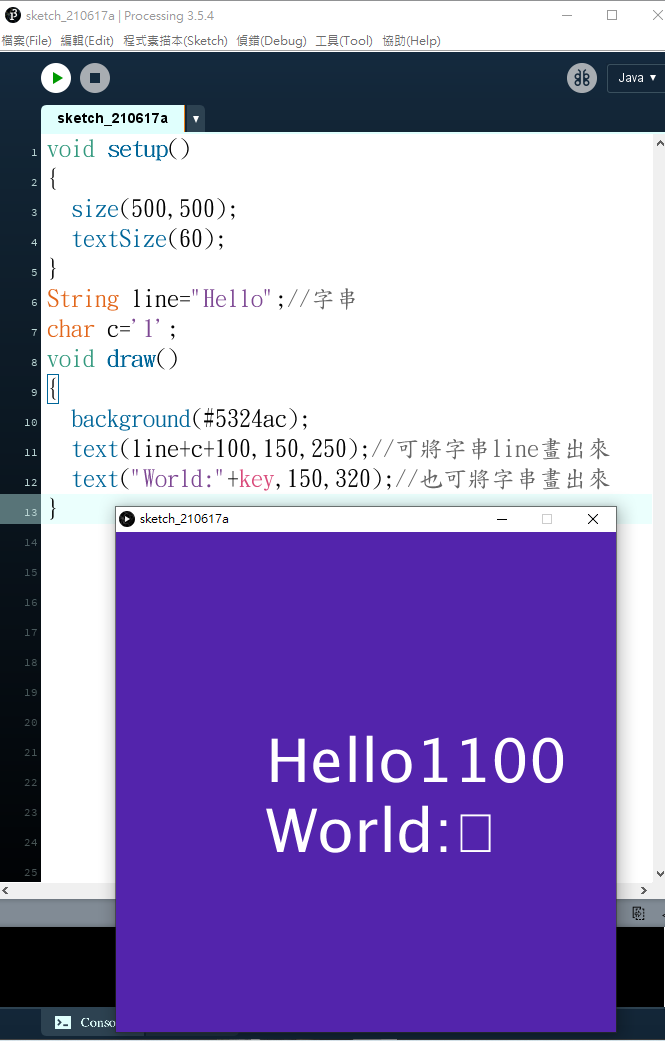 sketch_210617a | Processing 3.5.4
檔案(File) 編輯(Edit) 程式素描本(Sketch) 偵錯(Debug) 工具(Tool) 協助(Help)
Java ▼
sketch_210617a ▼
1 void setup()
2 {
3 size(500,500);
4 textSize(60);
5 }
6 String line="Hello";//字串
7 char c='1';
8 void draw()
9 {
10 background(#5324ac);
11 text(line+c+100,150,250);//可將字串line畫出來
12 text("World:"+key,150,320);//也可將字串畫出來
13 }
14
15
16
17
18
19
20
21
22
23
24
25
sketch_210617a
Hello1100
World:□